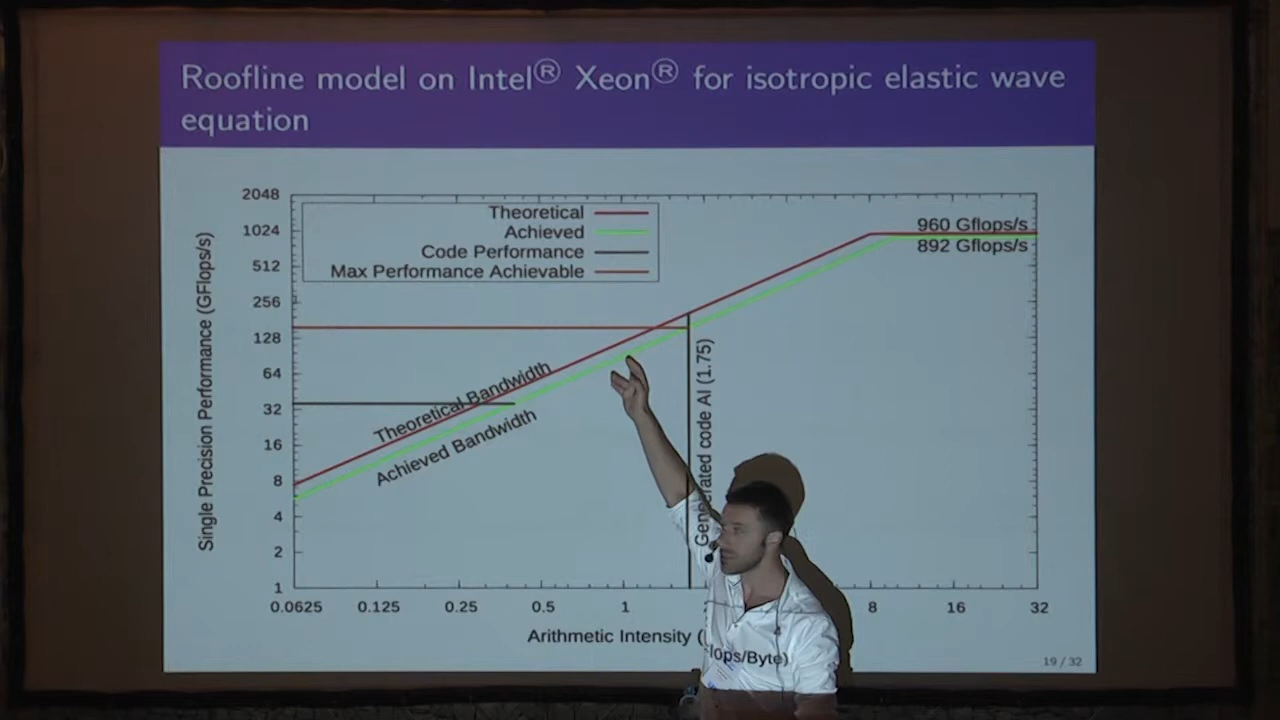 Roofline model on Intel® Xeon® for isotropic elastic wave
equation
2048
1024
512
256
128
64
32
16
8
4
2
1
Single Precision Performance (GFlops/s)
Theoretical
Achieved
Code Performance
Max Performance Achievable
960 Gflops/s
892 Gflops/s
Theoretical Bandwidth
Achieved Bandwidth
Generated code AI (1.75)
0.0625 0.125 0.25 0.5 1 8 16 32
Arithmetic Intensity (Flops/Byte)
19 / 32